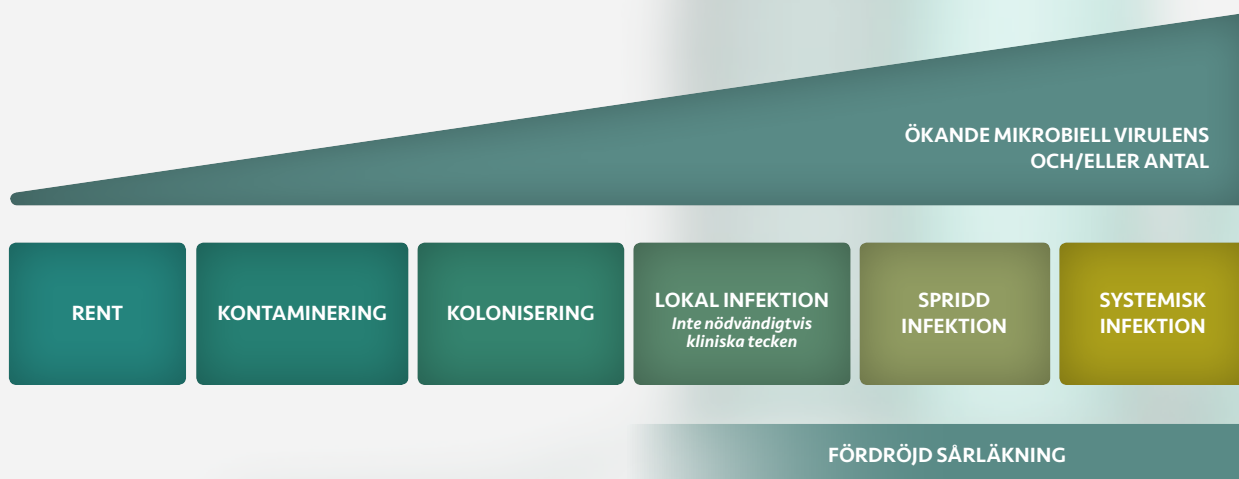 ÖKANDE MIKROBIELL VIRULENS
OCH/ELLER ANTAL
RENT
KONTAMINERING
KOLONISERING
LOKAL INFEKTION
Inte nödvändigtvis
kliniska tecken
SPRIDD
INFEKTION
SYSTEMISK
INFEKTION
FÖRDRÖJD SÅRLÄKNING